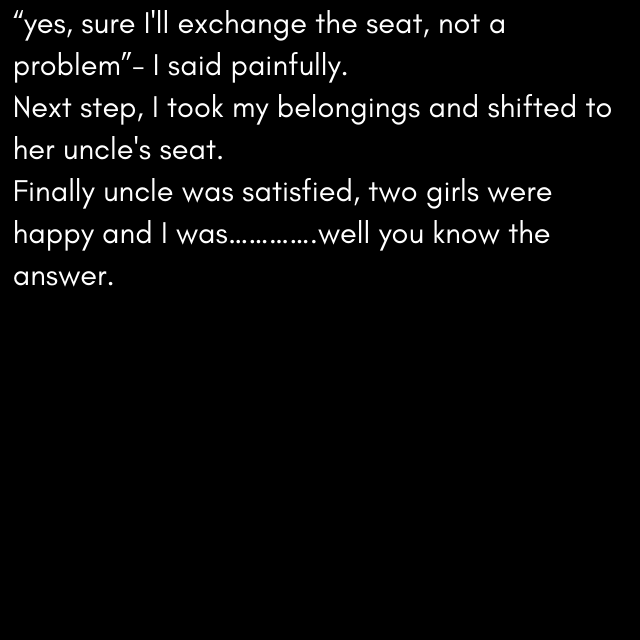 “yes, sure I'll exchange the seat, not a
problem”– I said painfully.
Next step, I took my belongings and shifted to
her uncle's seat.
Finally uncle was satisfied, two girls were
happy and I was………….well you know the
answer.